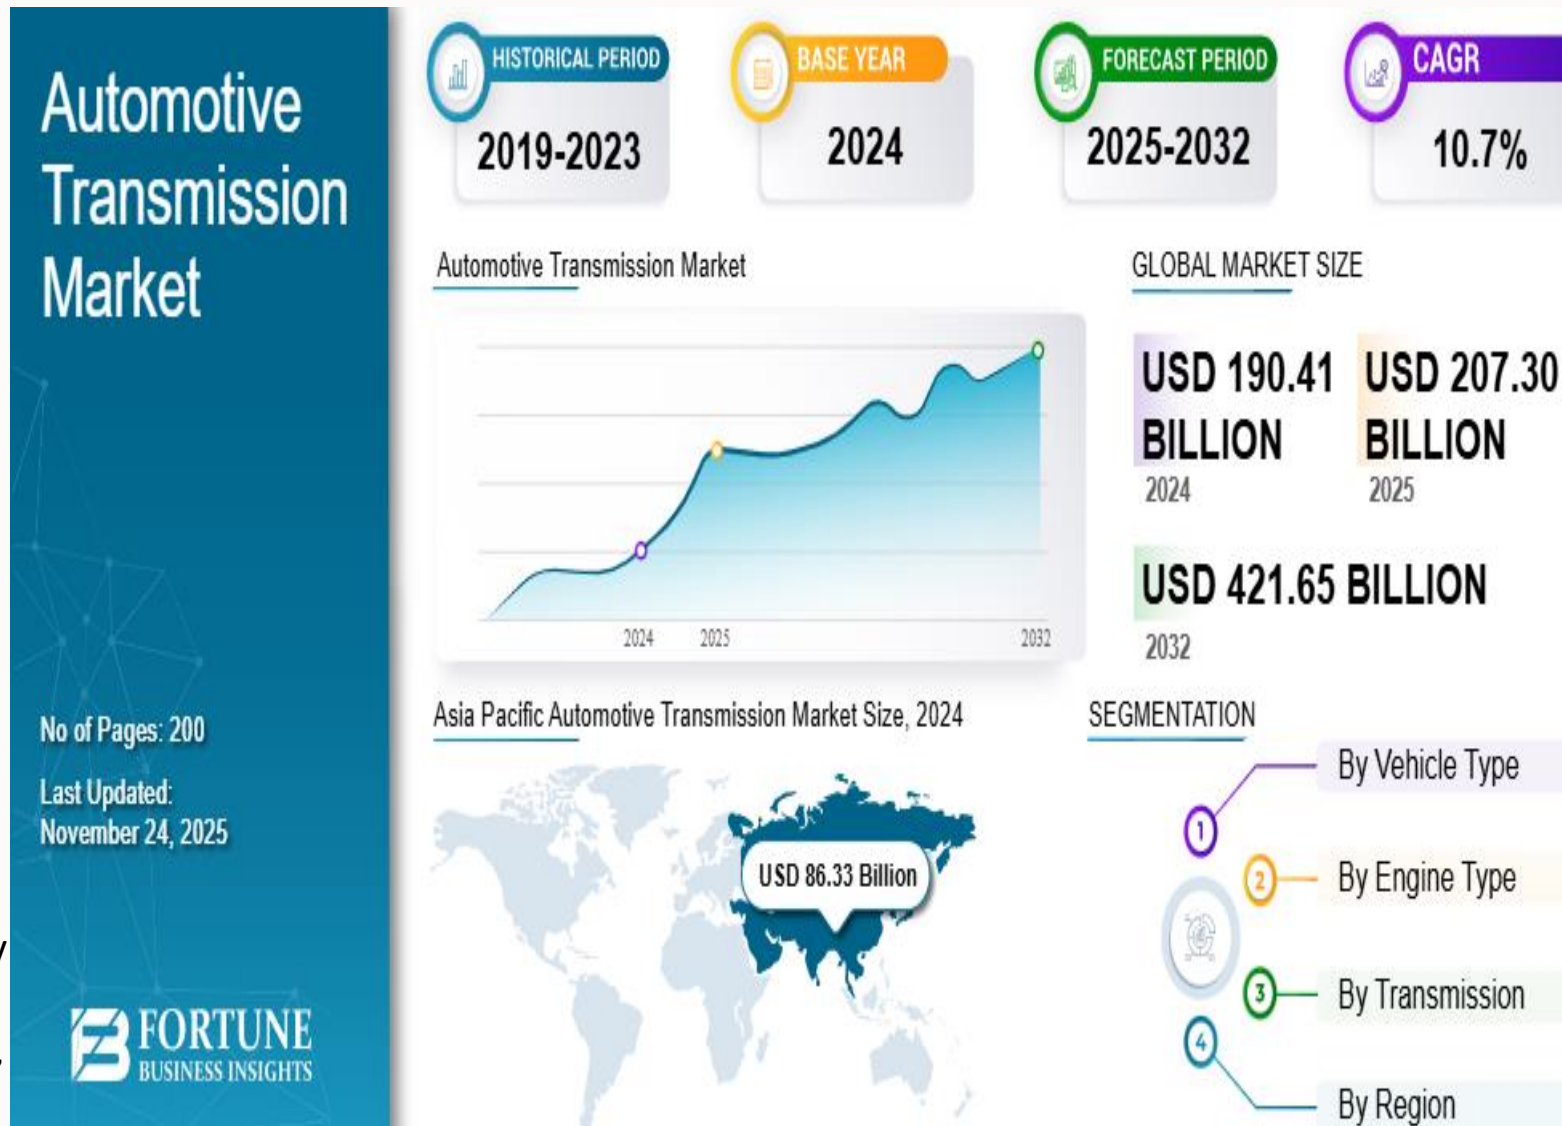 Automotive
Transmission
Market
No of Pages: 200
Last Updated:
November 24, 2025
FORTUNE
BUSINESS INSIGHTS
HISTORICAL PERIOD
2019-2023
BASE YEAR
2024
FORECAST PERIOD
2025-2032
CAGR
10.7%
Automotive Transmission Market
2024
2025
2032
GLOBAL MARKET SIZE
USD 190.41
BILLION
2024
USD 207.30
BILLION
2025
USD 421.65 BILLION
2032
Asia Pacific Automotive Transmission Market Size, 2024
USD 86.33 Billion
SEGMENTATION
1
By Vehicle Type
2
By Engine Type
3
By Transmission
4
By Region